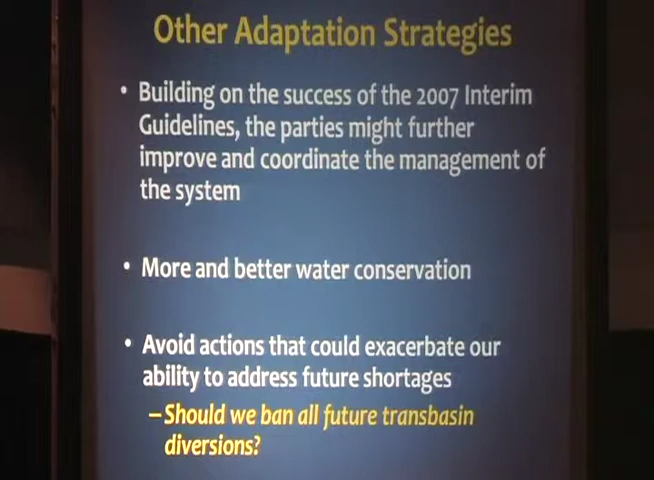 Other Adaptation Strategies
• Building on the success of the 2007 Interim
Guidelines, the parties might further
improve and coordinate the management of
the system
• More and better water conservation
• Avoid actions that could exacerbate our
ability to address future shortages
–Should we ban all future transbasin
diversions?